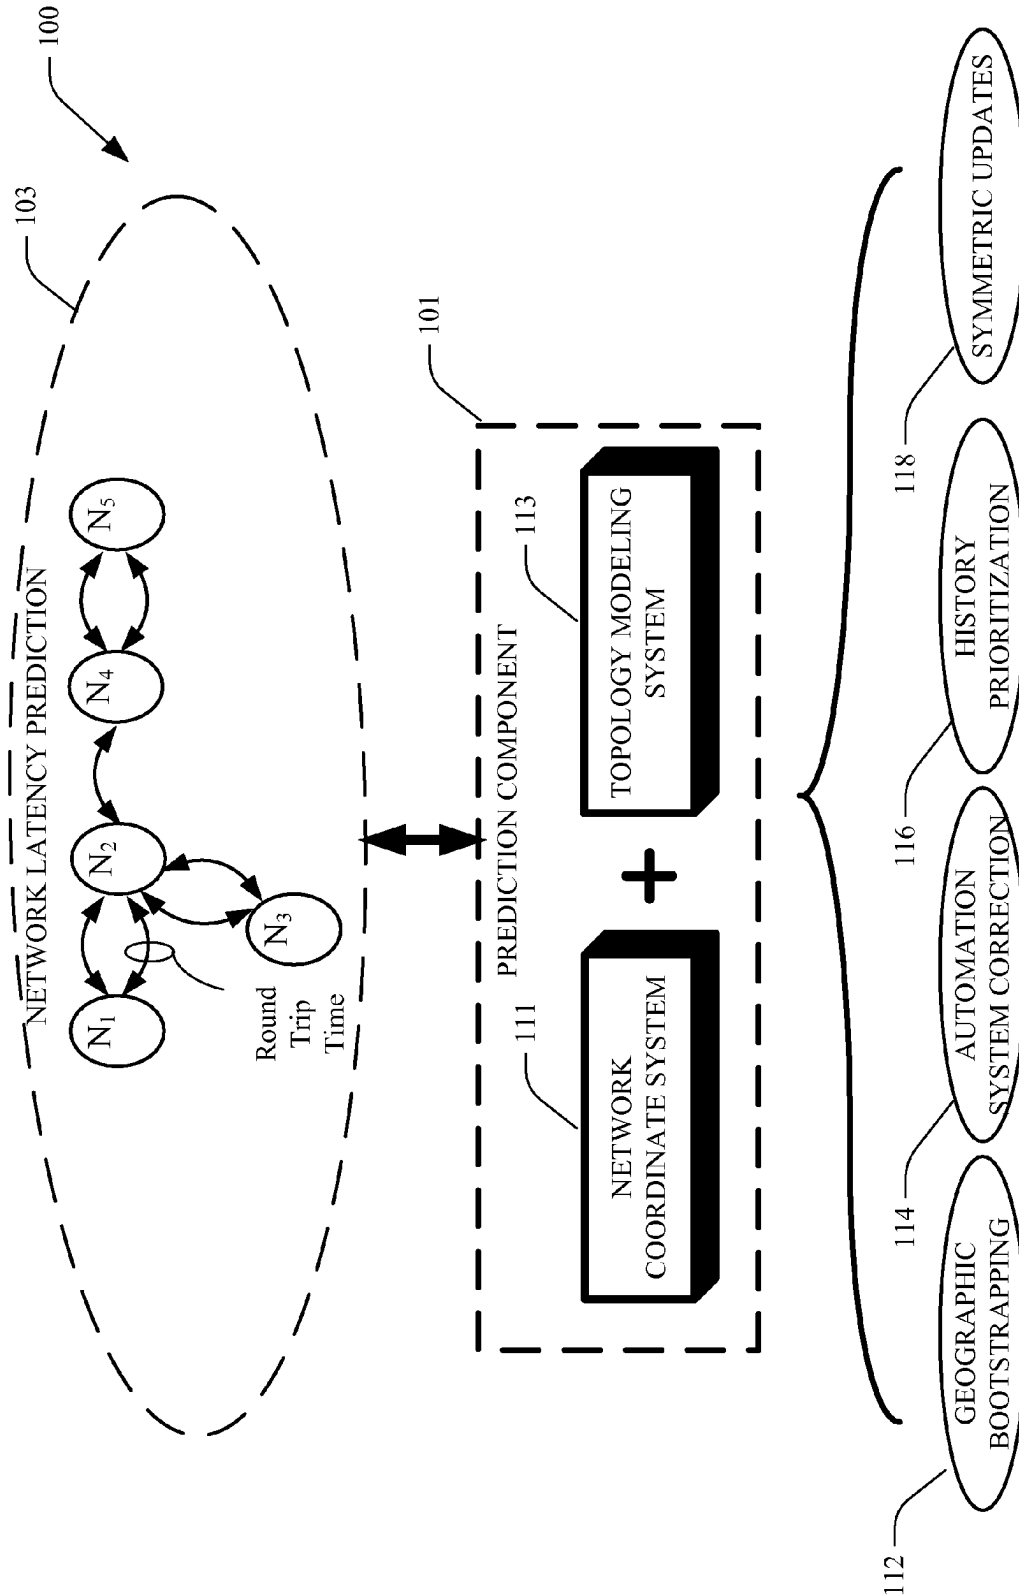 100
103
NETWORK LATENCY PREDICTION
N1
N2
N4
N5
N3
Round
Trip
Time
101
PREDICTION COMPONENT
111
NETWORK
COORDINATE SYSTEM
+
113
TOPOLOGY MODELING
SYSTEM
112
GEOGRAPHIC
BOOTSTRAPPING
114
AUTOMATION
SYSTEM CORRECTION
116
HISTORY
PRIORITIZATION
118
SYMMETRIC UPDATES